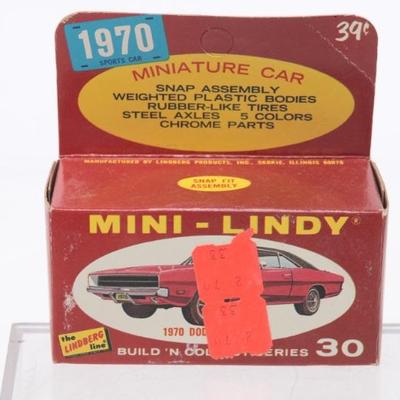 1970
SPORTS CAR
39¢
MINIATURE CAR
SNAP ASSEMBLY
WEIGHTED PLASTIC BODIES
RUBBER-LIKE TIRES
STEEL AXLES 5 COLORS
CHROME PARTS
MANUFACTURED BY LINDBERG PRODUCTS, INC., SKOKIE, ILLINOIS 60076
SNAP FIT
ASSEMBLY
MINI-LINDY®
1970
the
LINDBERG
line®
BUILD 'N SERIES 30